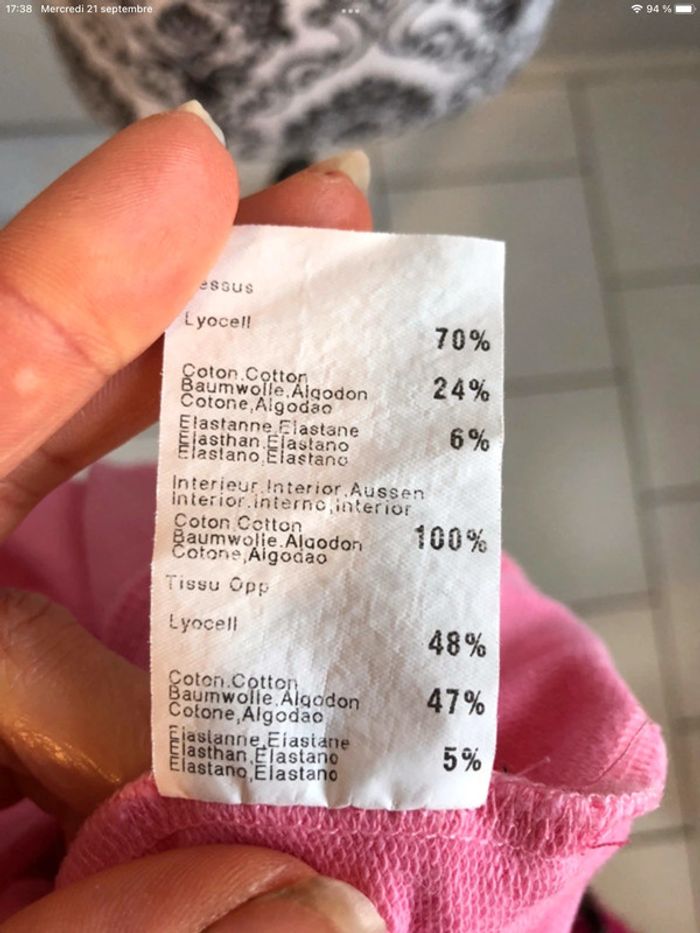 17:38 Mercredi 21 septembre
94 %
essus
Lyocell
70%
Coton.Cotton
Baumwolle.Algodon
Cotone,Algodao
24%
Elastanne,Elastane
Elasthan,Elastano
Elastano,Elastano
6%
Interieur.Interior.Aussen
Interior.interno,interior
Coton.Cotton
Baumwolle.Algodon
Cotone,Algodao
100%
Tissu Opp
Lyocell
48%
Coton.Cotton
Baumwolle.Algodon
Cotone,Algodao
47%
Elastanne,Elastane
Elasthan,Elastano
Elastano,Elastano
5%